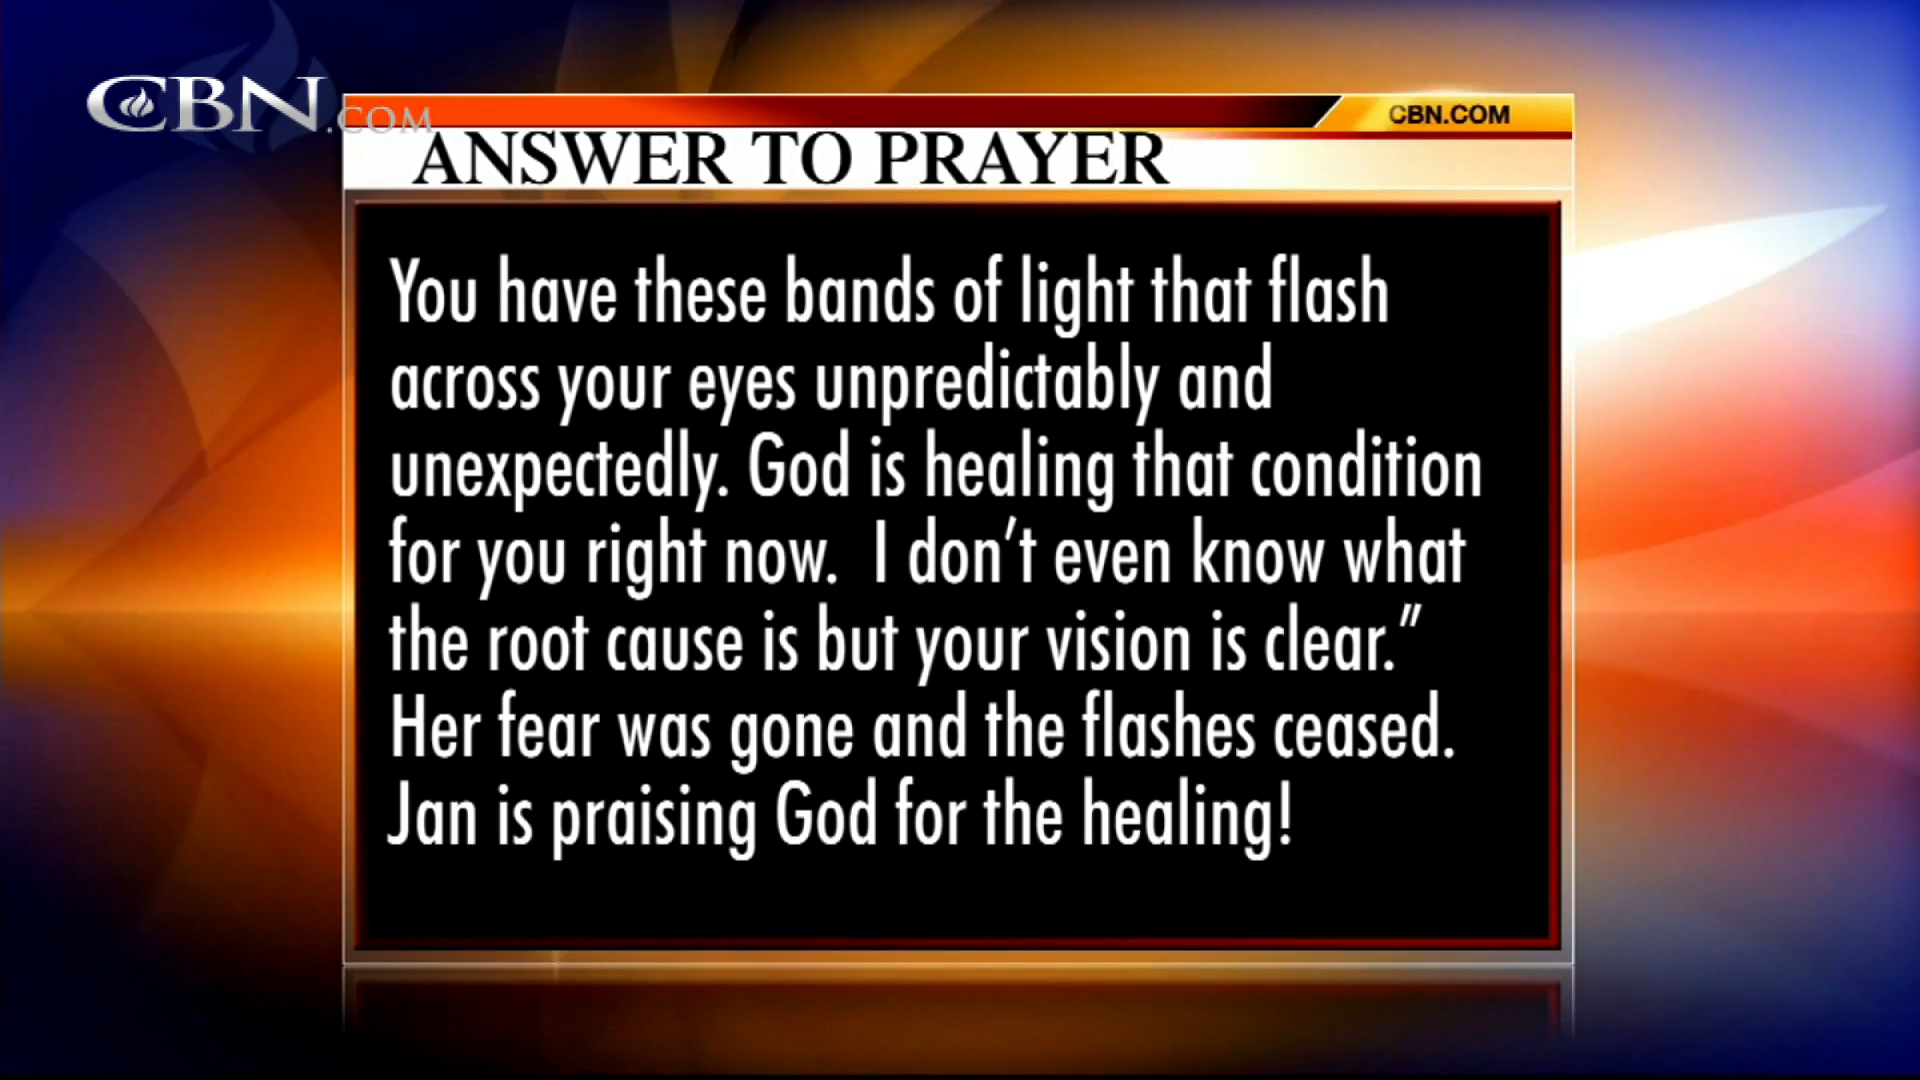 CBN.COM
CBN.COM
ANSWER TO PRAYER
You have these bands of light that flash
across your eyes unpredictably and
unexpectedly. God is healing that condition
for you right now.  I don’t even know what
the root cause is but your vision is clear.”
Her fear was gone and the flashes ceased.
Jan is praising God for the healing!